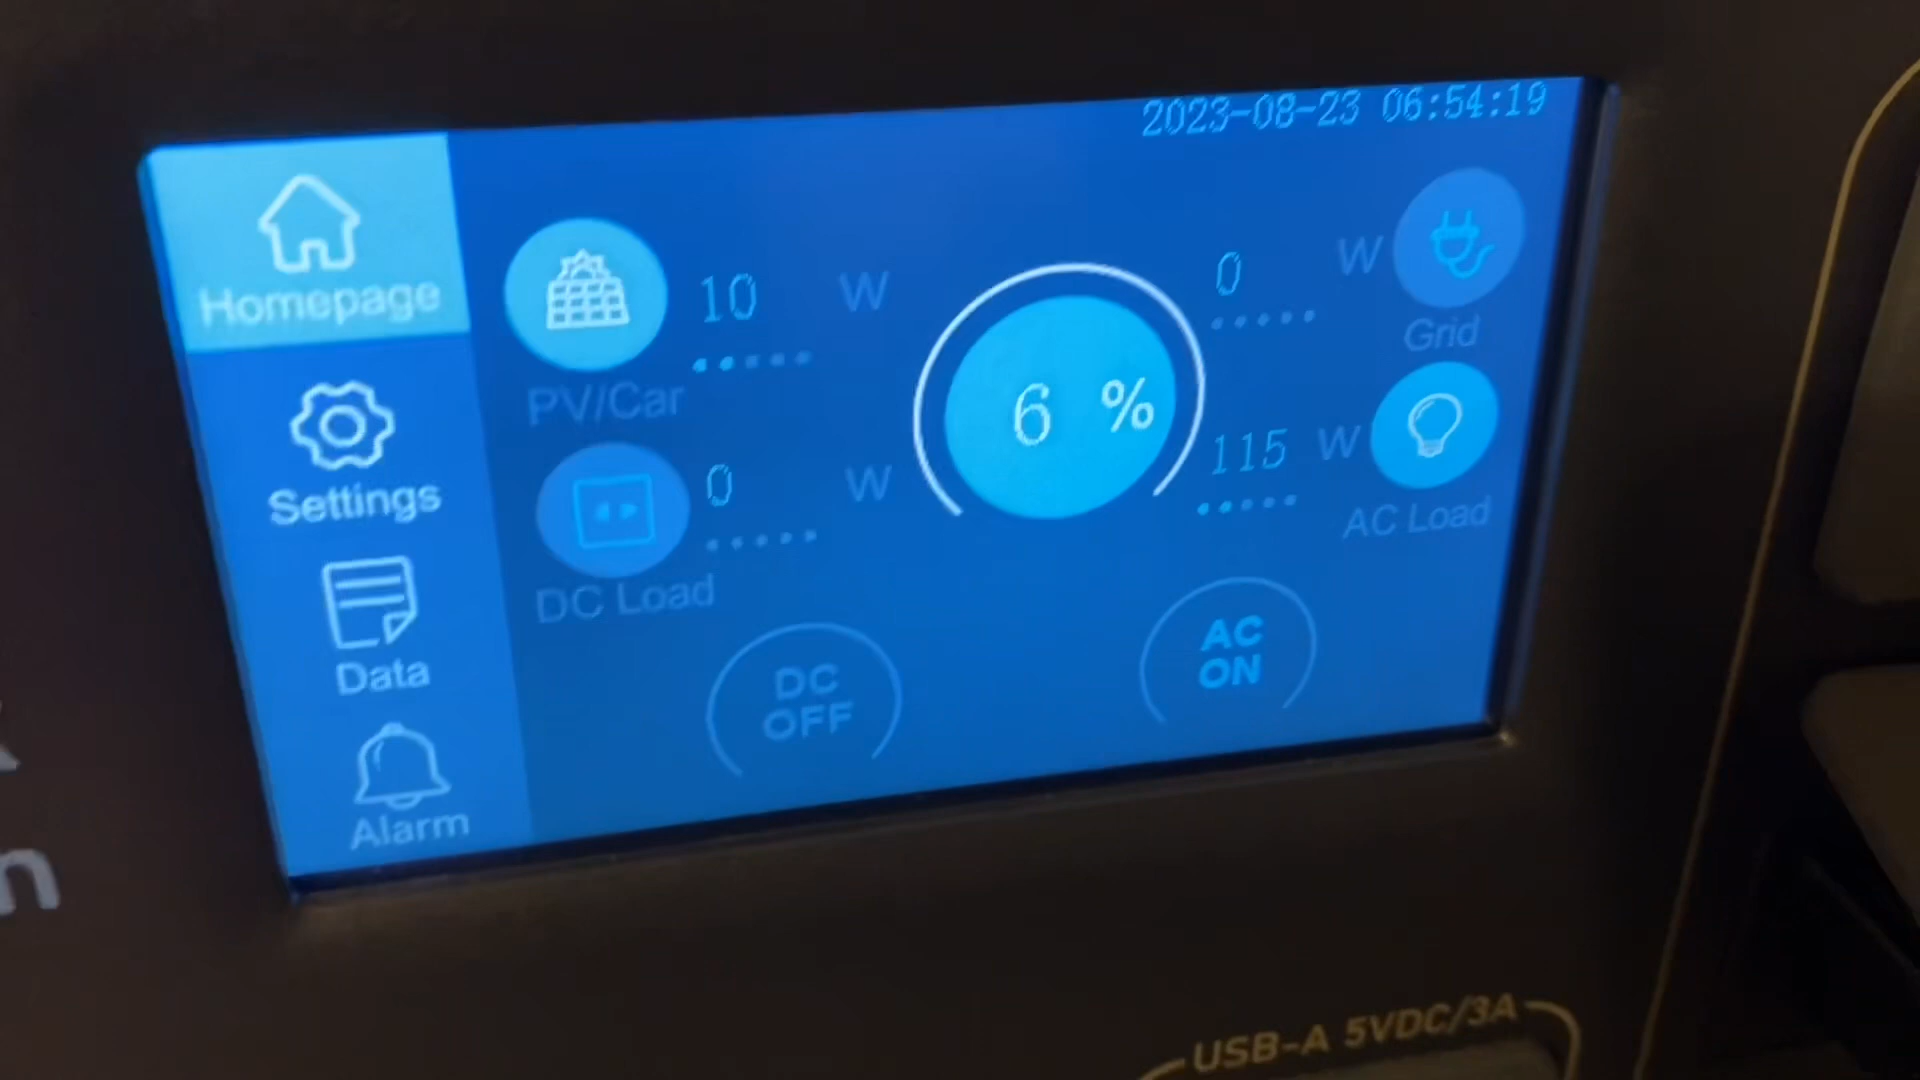 2023-08-23 06:54:19
Homepage
10 W
PV/Car
6 %
0 W
Grid
Settings
0 W
DC Load
115 W
AC Load
Data
DC
OFF
AC
ON
Alarm
n
USB-A 5VDC/3A